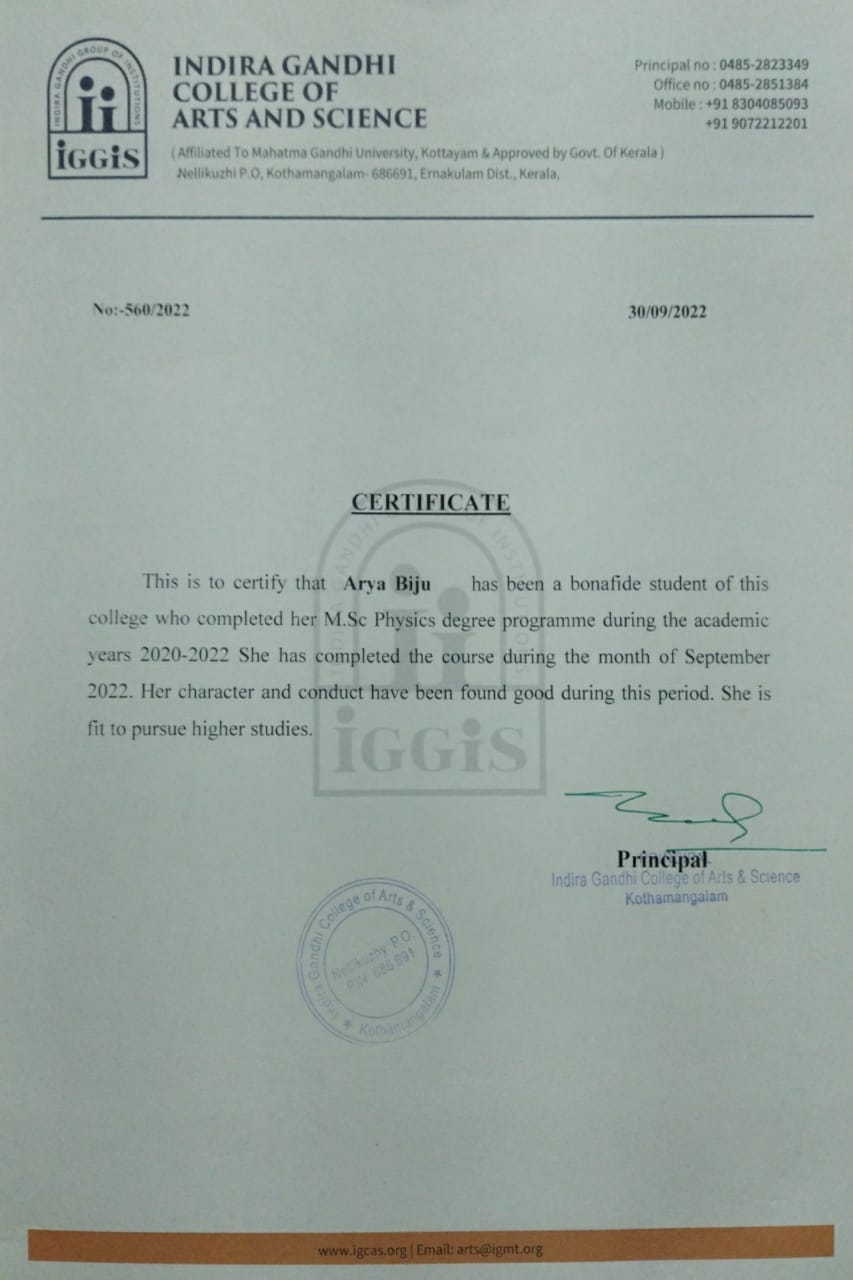 INDIRA GANDHI GROUP OF INSTITUTIONS
iGGiS
INDIRA GANDHI
COLLEGE OF
ARTS AND SCIENCE
( Affiliated To Mahatma Gandhi University, Kottayam & Approved by Govt. Of Kerala )
Nellikuzhi P.O, Kothamangalam- 686691, Ernakulam Dist., Kerala,
Principal no : 0485-2823349
Office no : 0485-2851384
Mobile : +91 8304085093
+91 9072212201
No:-560/2022
30/09/2022
CERTIFICATE
This is to certify that Arya Biju has been a bonafide student of this
college who completed her M.Sc Physics degree programme during the academic
years 2020-2022 She has completed the course during the month of September
2022. Her character and conduct have been found good during this period. She is
fit to pursue higher studies.
iGGiS
Principal
Indira Gandhi College of Arts & Science
Kothamangalam
Indira Gandhi College of Arts & Science
Nellikuzhy P.O.
PIN: 686 691
★ Kothamangalam ★
www.igcas.org | Email: arts@igmt.org